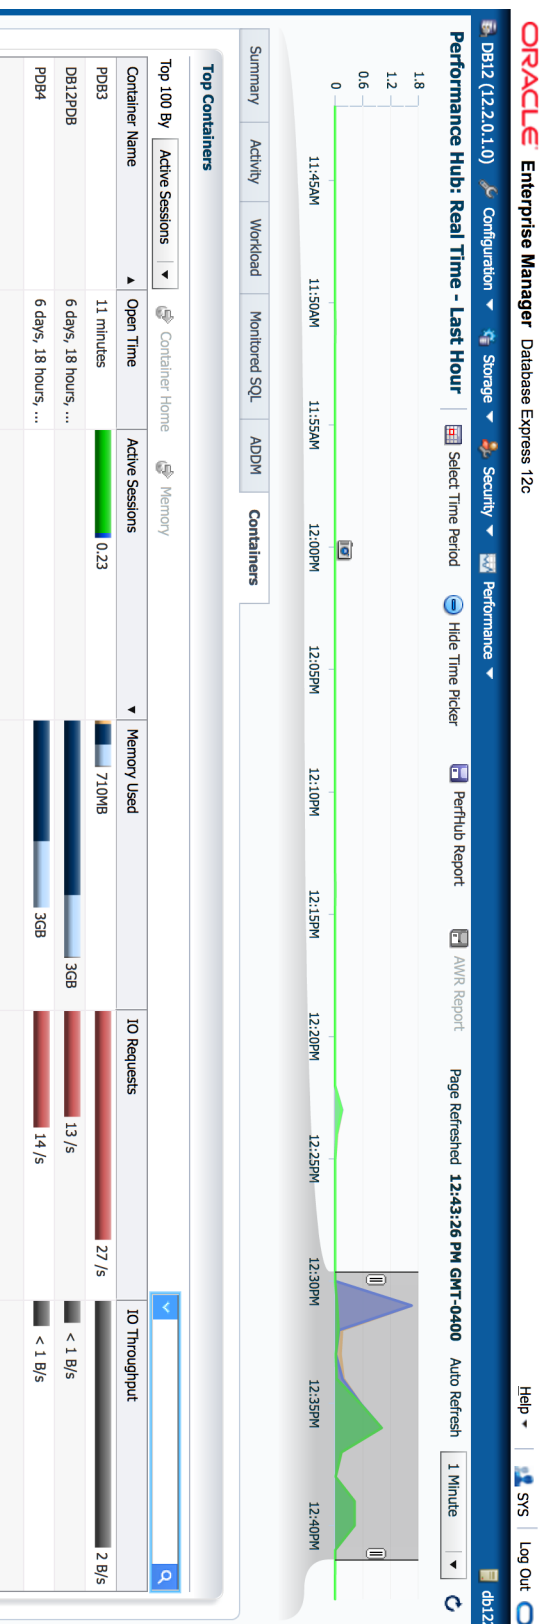 ORACLE Enterprise Manager Database Express 12c
Help SYS Log Out
DB12 (12.2.0.1.0) Configuration Storage Security Performance db12
Performance Hub: Real Time - Last Hour Select Time Period Hide Time Picker PerfHub Report AWR Report Page Refreshed 12:43:26 PM GMT-0400 Auto Refresh 1 Minute
1.8
1.2
0.6
0
11:45AM 11:50AM 11:55AM 12:00PM 12:05PM 12:10PM 12:15PM 12:20PM 12:25PM 12:30PM 12:35PM 12:40PM
Summary Activity Workload Monitored SQL ADDM Containers
Top Containers
Top 100 By Active Sessions Container Home Memory
Container Name Open Time Active Sessions Memory Used IO Requests IO Throughput
PDB3 11 minutes 0.23 710MB 27 /s 2 B/s
DB12PDB 6 days, 18 hours, ... 3GB 13 /s < 1 B/s
PDB4 6 days, 18 hours, ... 3GB 14 /s < 1 B/s